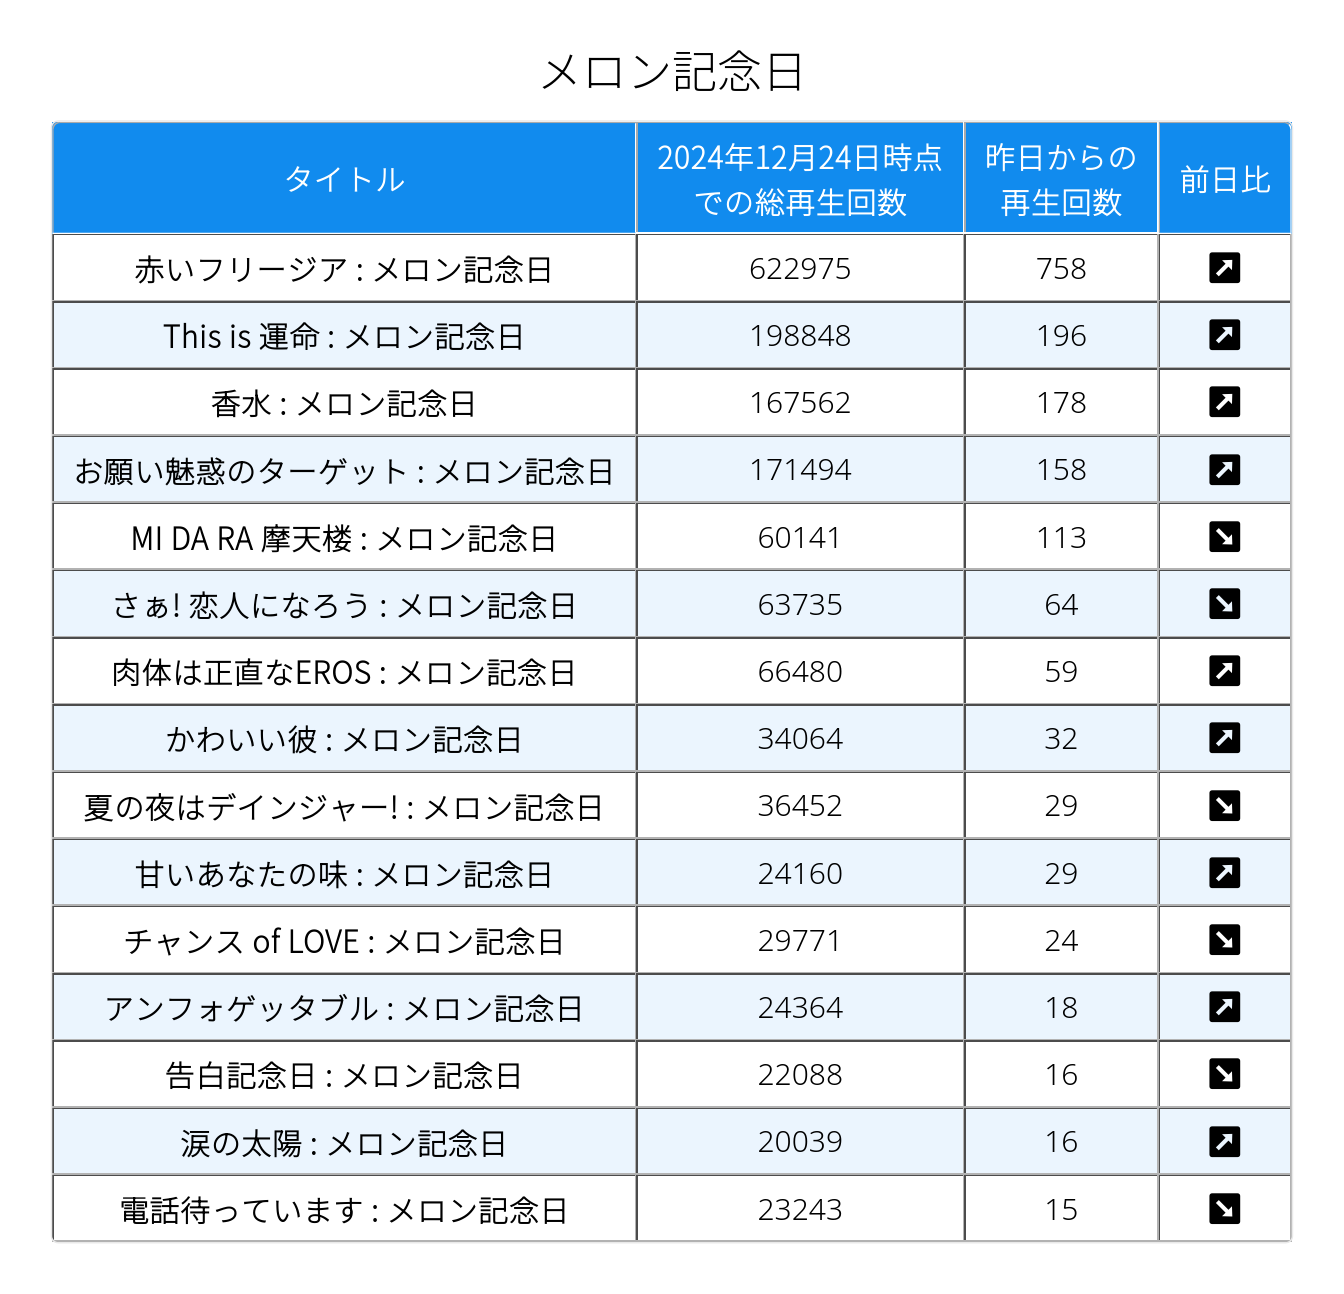 メロン記念日
タイトル
2024年12月24日時点
での総再生回数
昨日からの
再生回数
前日比
赤いフリージア : メロン記念日 622975 758
This is 運命 : メロン記念日 198848 196
香水 : メロン記念日 167562 178
お願い魅惑のターゲット : メロン記念日 171494 158
MI DA RA 摩天楼 : メロン記念日 60141 113
さぁ! 恋人になろう : メロン記念日 63735 64
肉体は正直なEROS : メロン記念日 66480 59
かわいい彼 : メロン記念日 34064 32
夏の夜はデインジャー! : メロン記念日 36452 29
甘いあなたの味 : メロン記念日 24160 29
チャンス of LOVE : メロン記念日 29771 24
アンフォゲッタブル : メロン記念日 24364 18
告白記念日 : メロン記念日 22088 16
涙の太陽 : メロン記念日 20039 16
電話待っています : メロン記念日 23243 15